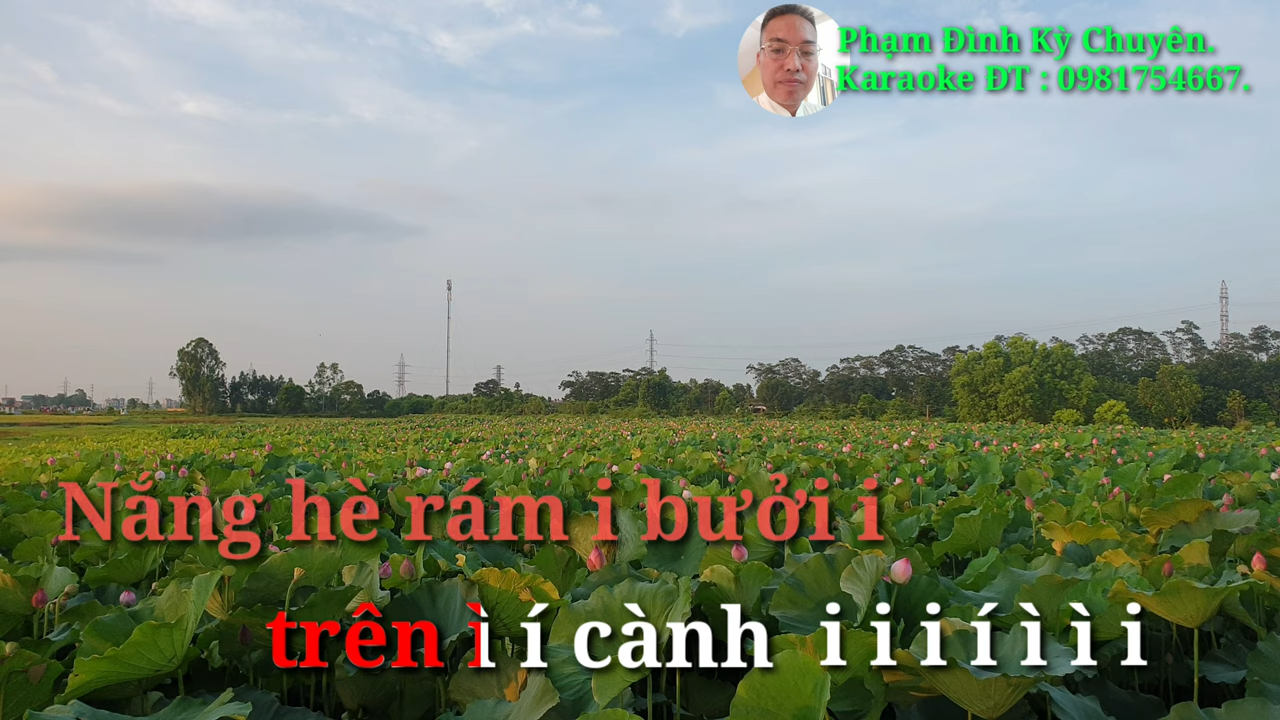 Phạm Đình Kỳ Chuyên.
Karaoke ĐT : 0981754667.
Nắng hè rám i bưởi i
trên ì í cành i i i í ì ì i